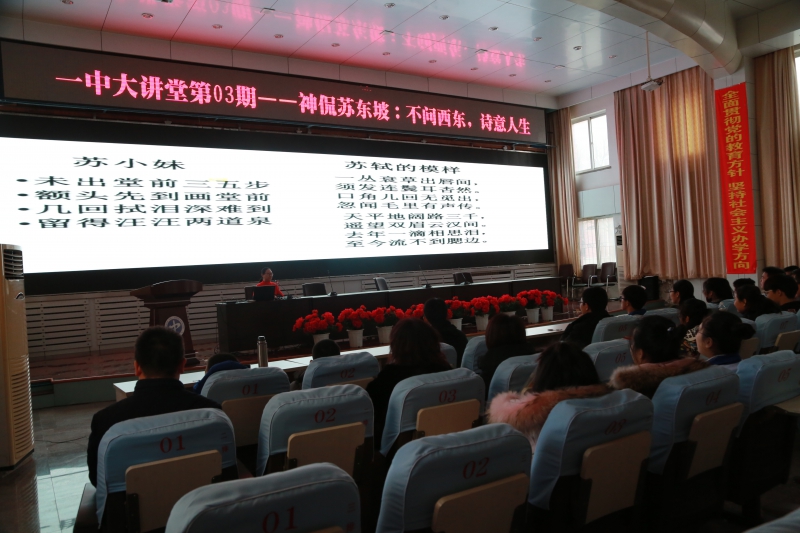 一中大讲堂第03期——神侃苏东坡：不问西东，诗意人生
苏小妹
• 未出堂前三五步
• 额头先到画堂前
• 几回拭泪深难到
• 留得汪汪两道泉
苏轼的模样
一丛衰草出唇间，
须发连鬓耳杏然。
口角几回无觅出，
忽闻毛里有声传。
天平地阔路三千，
遥望双眉云汉间。
去年一滴相思泪，
至今流不到腮边。
全面贯彻党的教育方针 坚持社会主义办学方向
01
02
03
01
02